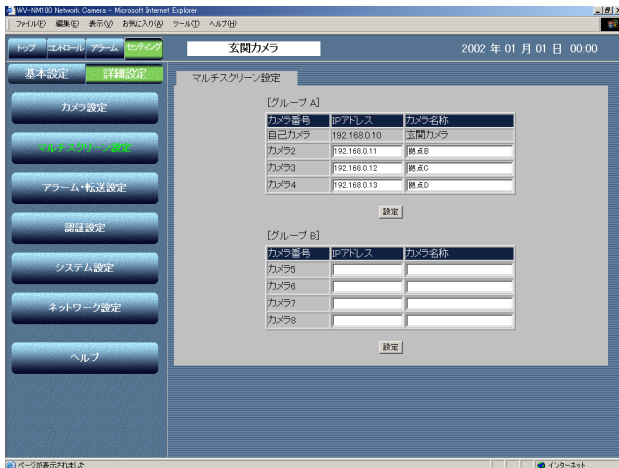 WV-NM100 Network Camera - Microsoft Internet Explorer
ファイル(F) 編集(E) 表示(V) お気に入り(A) ツール(T) ヘルプ(H)
トップ コントロール アラーム セッティング
玄関カメラ
2002 年 01 月 01 日 00:00
基本設定 詳細設定
マルチスクリーン設定
カメラ設定
マルチスクリーン設定
アラーム・転送設定
認証設定
システム設定
ネットワーク設定
ヘルプ
[グループ A]
カメラ番号 IPアドレス カメラ名称
自己カメラ 192.168.0.10 玄関カメラ
カメラ2 192.168.0.11 拠点B
カメラ3 192.168.0.12 拠点C
カメラ4 192.168.0.13 拠点D
設定
[グループ B]
カメラ番号 IPアドレス カメラ名称
カメラ5
カメラ6
カメラ7
カメラ8
設定
ページが表示されました
インターネット